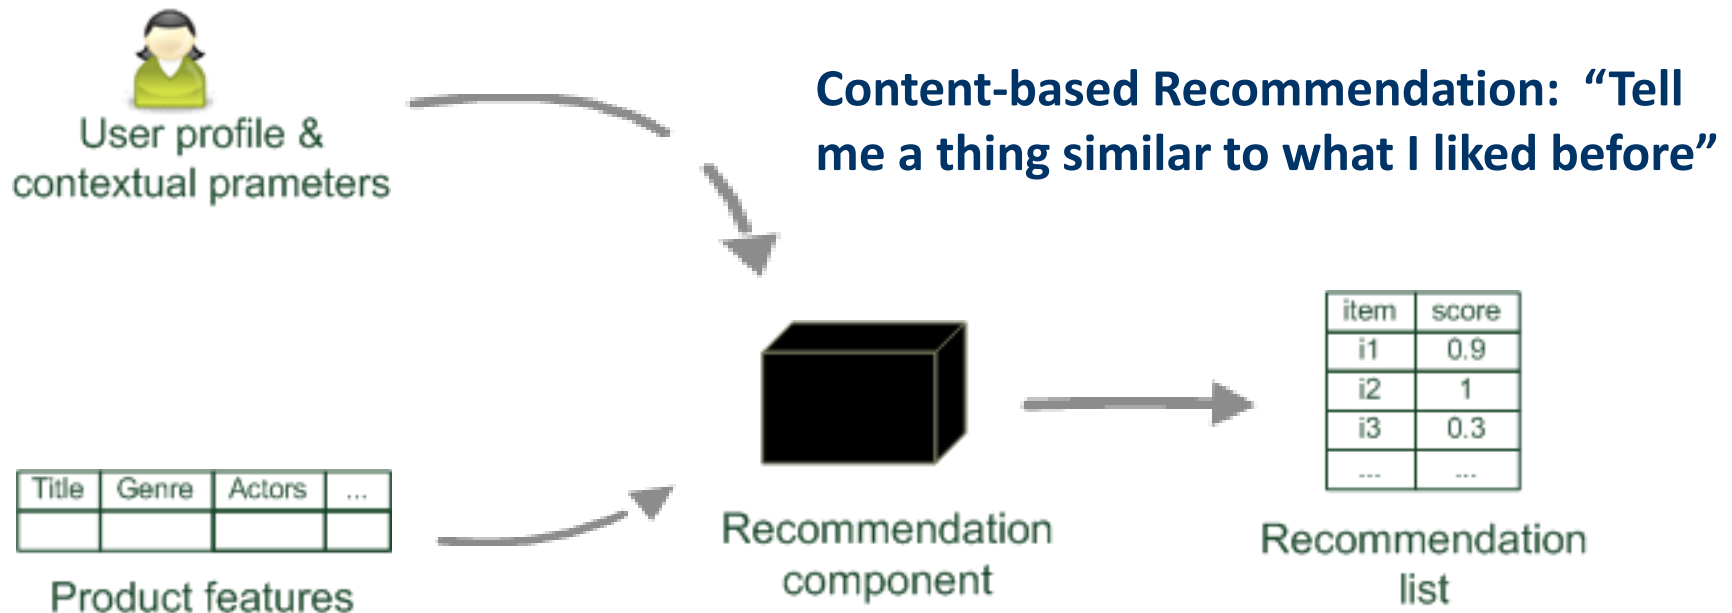 Content-based Recommendation:  “Tell
me a thing similar to what I liked before”
User profile &
contextual prameters
Title Genre Actors ...
Product features
Recommendation
component
item score
i1 0.9
i2 1
i3 0.3
... ...
Recommendation
list